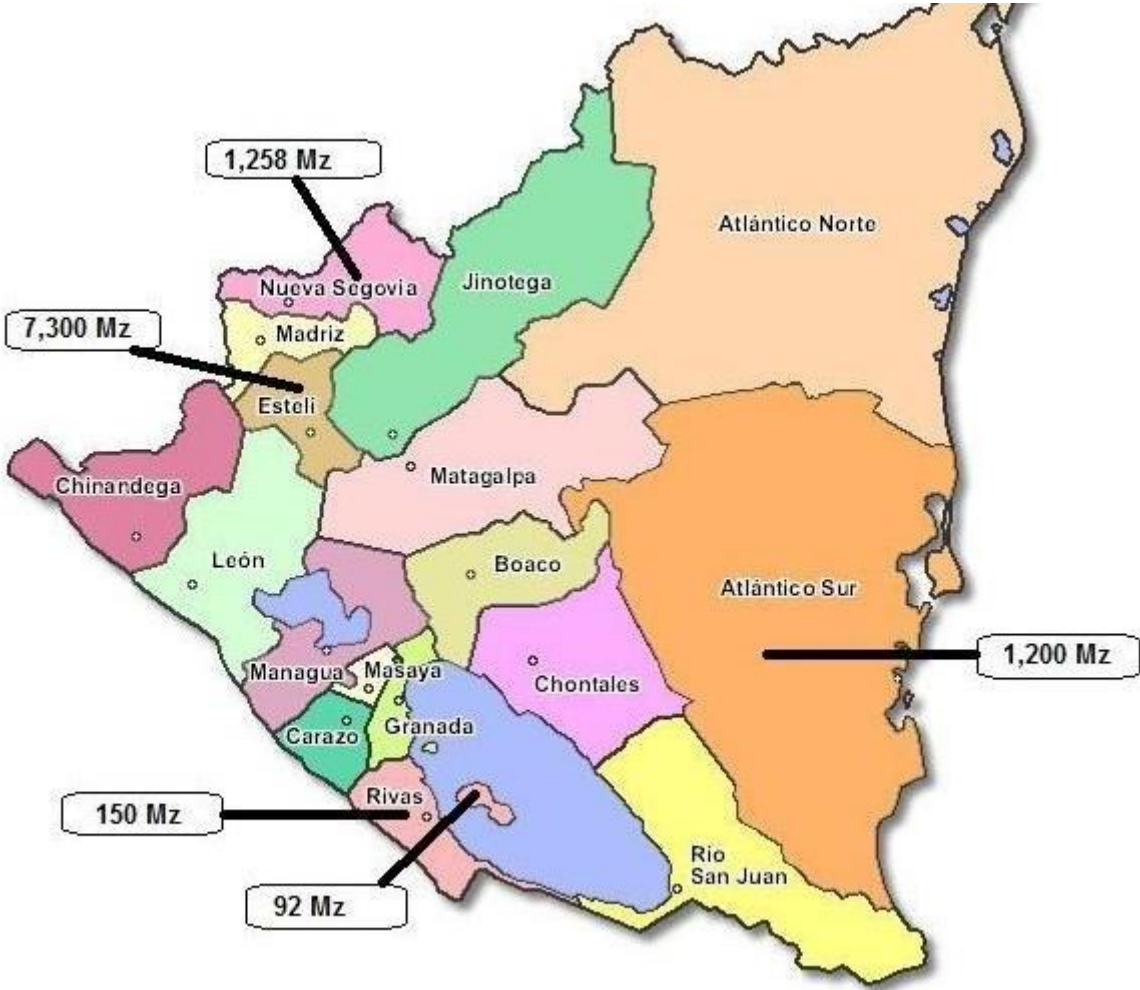 1,258 Mz
Atlántico Norte
Jinotega
Nueva Segovia
7,300 Mz
Madriz
Esteli
Chinandega
Matagalpa
León
Boaco
Atlántico Sur
1,200 Mz
Managua
Masaya
Chontales
Granada
Carazo
Rivas
150 Mz
Río
San Juan
92 Mz